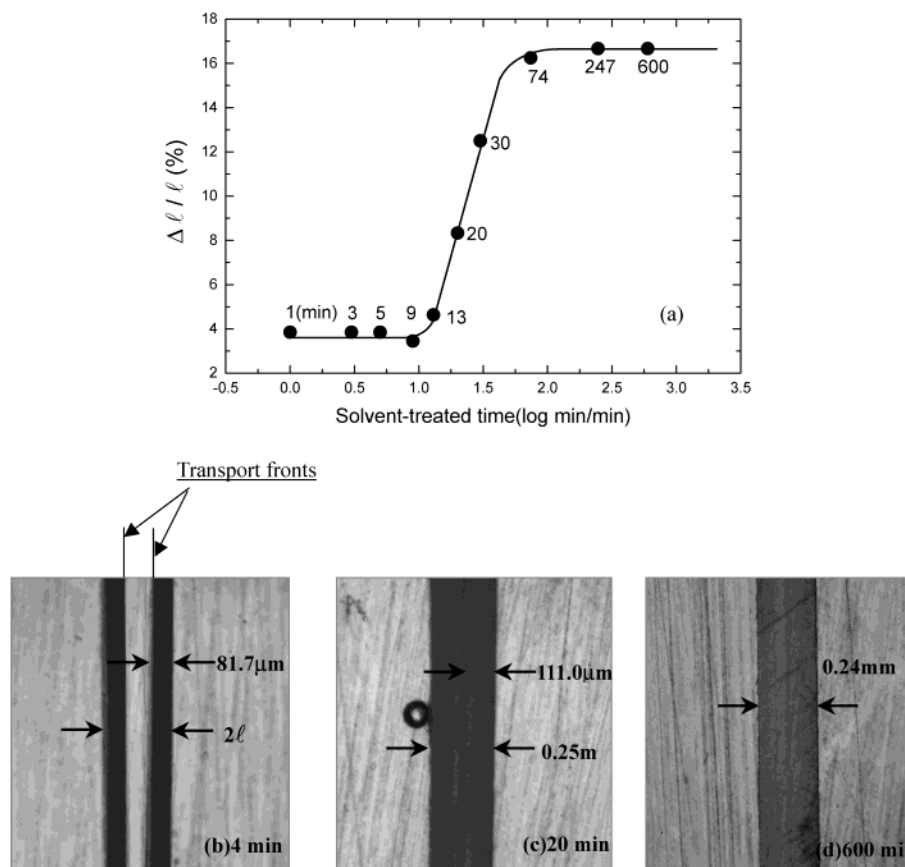 18
16
14
12
10
8
6
4
2
Δ ℓ / ℓ (%)
74
247
600
30
20
1(min)
3
5
9
13
(a)
-0.5
0.0
0.5
1.0
1.5
2.0
2.5
3.0
3.5
Solvent-treated time(log min/min)
Transport fronts
81.7μm
2ℓ
(b)4 min
111.0μm
0.25m
(c)20 min
0.24mm
(d)600 mi